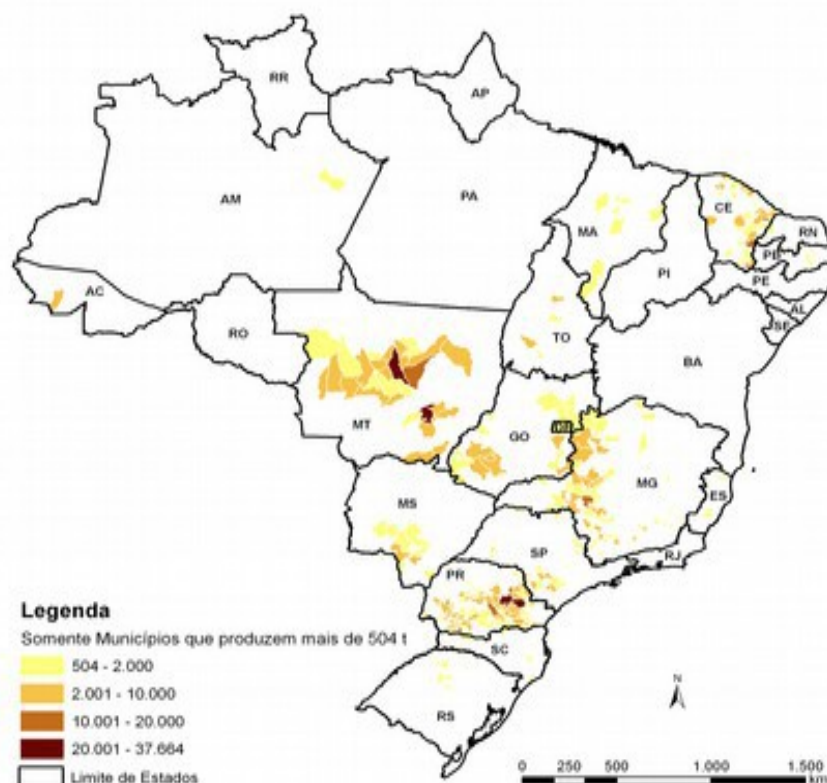 RR
AP
AM
PA
MA
CE
RN
PB
PE
PI
AL
SE
AC
RO
TO
BA
MT
GO
DF
MG
ES
MS
SP
RJ
PR
SC
RS
Legenda
Somente Municípios que produzem mais de 504 t
504 - 2.000
2.001 - 10.000
10.001 - 20.000
20.001 - 37.664
Limite de Estados
N
0 250 500 1.000 1.500